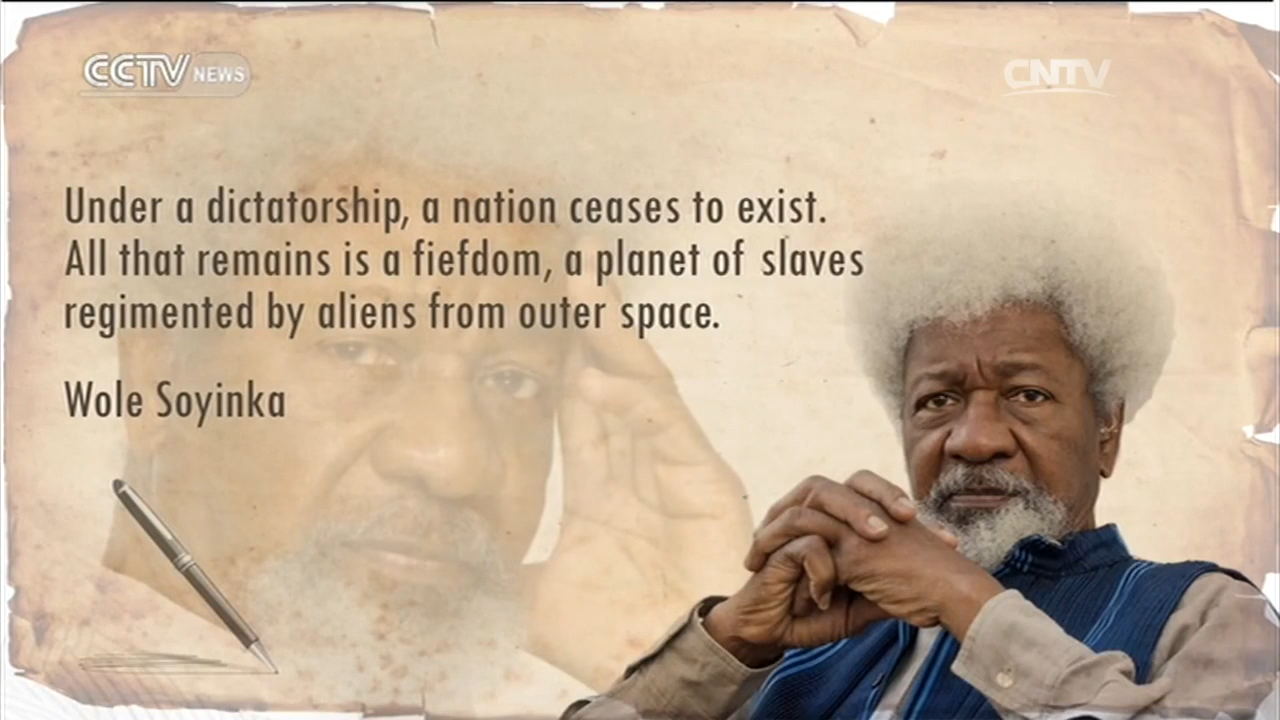 CCTV NEWS
CNTV
Under a dictatorship, a nation ceases to exist.
All that remains is a fiefdom, a planet of slaves
regimented by aliens from outer space.
Wole Soyinka